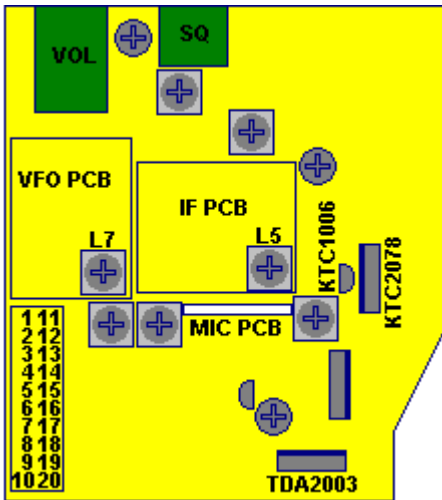 VOL
SQ
VFO PCB
IF PCB
L7
L5
KTC1006
KTC2078
MIC PCB
1 11
2 12
3 13
4 14
5 15
6 16
7 17
8 18
9 19
10 20
TDA2003